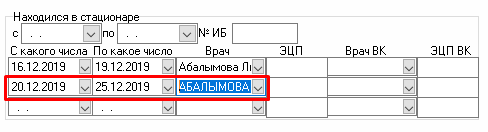 Находился в стационаре
с . . по . . № ИБ
С какого числа По какое число Врач ЭЦП Врач ВК ЭЦП ВК
16.12.2019 19.12.2019 Абалымова Лі
20.12.2019 25.12.2019 АБАЛЫМОВА
. . . .